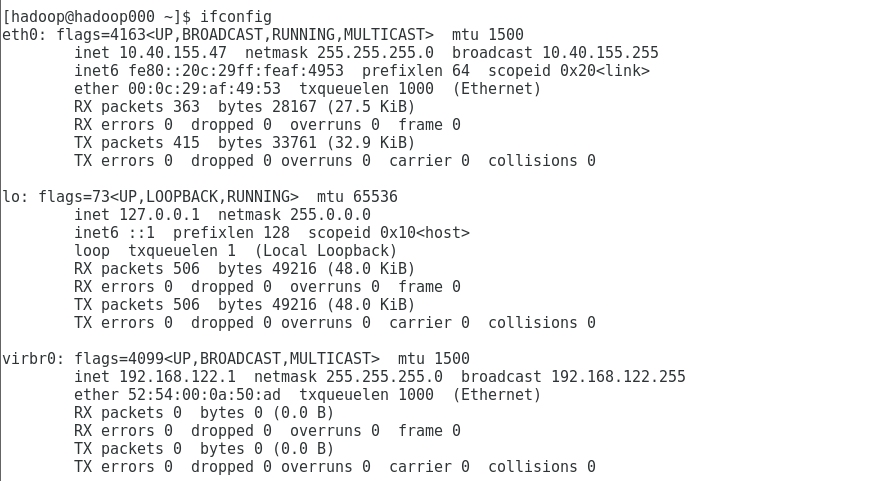 [hadoop@hadoop000 ~]$ ifconfig
eth0: flags=4163<UP,BROADCAST,RUNNING,MULTICAST>  mtu 1500
        inet 10.40.155.47  netmask 255.255.255.0  broadcast 10.40.155.255
        inet6 fe80::20c:29ff:feaf:4953  prefixlen 64  scopeid 0x20<link>
        ether 00:0c:29:af:49:53  txqueuelen 1000  (Ethernet)
        RX packets 363  bytes 28167 (27.5 KiB)
        RX errors 0  dropped 0  overruns 0  frame 0
        TX packets 415  bytes 33761 (32.9 KiB)
        TX errors 0  dropped 0 overruns 0  carrier 0  collisions 0

lo: flags=73<UP,LOOPBACK,RUNNING>  mtu 65536
        inet 127.0.0.1  netmask 255.0.0.0
        inet6 ::1  prefixlen 128  scopeid 0x10<host>
        loop  txqueuelen 1  (Local Loopback)
        RX packets 506  bytes 49216 (48.0 KiB)
        RX errors 0  dropped 0  overruns 0  frame 0
        TX packets 506  bytes 49216 (48.0 KiB)
        TX errors 0  dropped 0 overruns 0  carrier 0  collisions 0

virbr0: flags=4099<UP,BROADCAST,MULTICAST>  mtu 1500
        inet 192.168.122.1  netmask 255.255.255.0  broadcast 192.168.122.255
        ether 52:54:00:0a:50:ad  txqueuelen 1000  (Ethernet)
        RX packets 0  bytes 0 (0.0 B)
        RX errors 0  dropped 0  overruns 0  frame 0
        TX packets 0  bytes 0 (0.0 B)
        TX errors 0  dropped 0 overruns 0  carrier 0  collisions 0